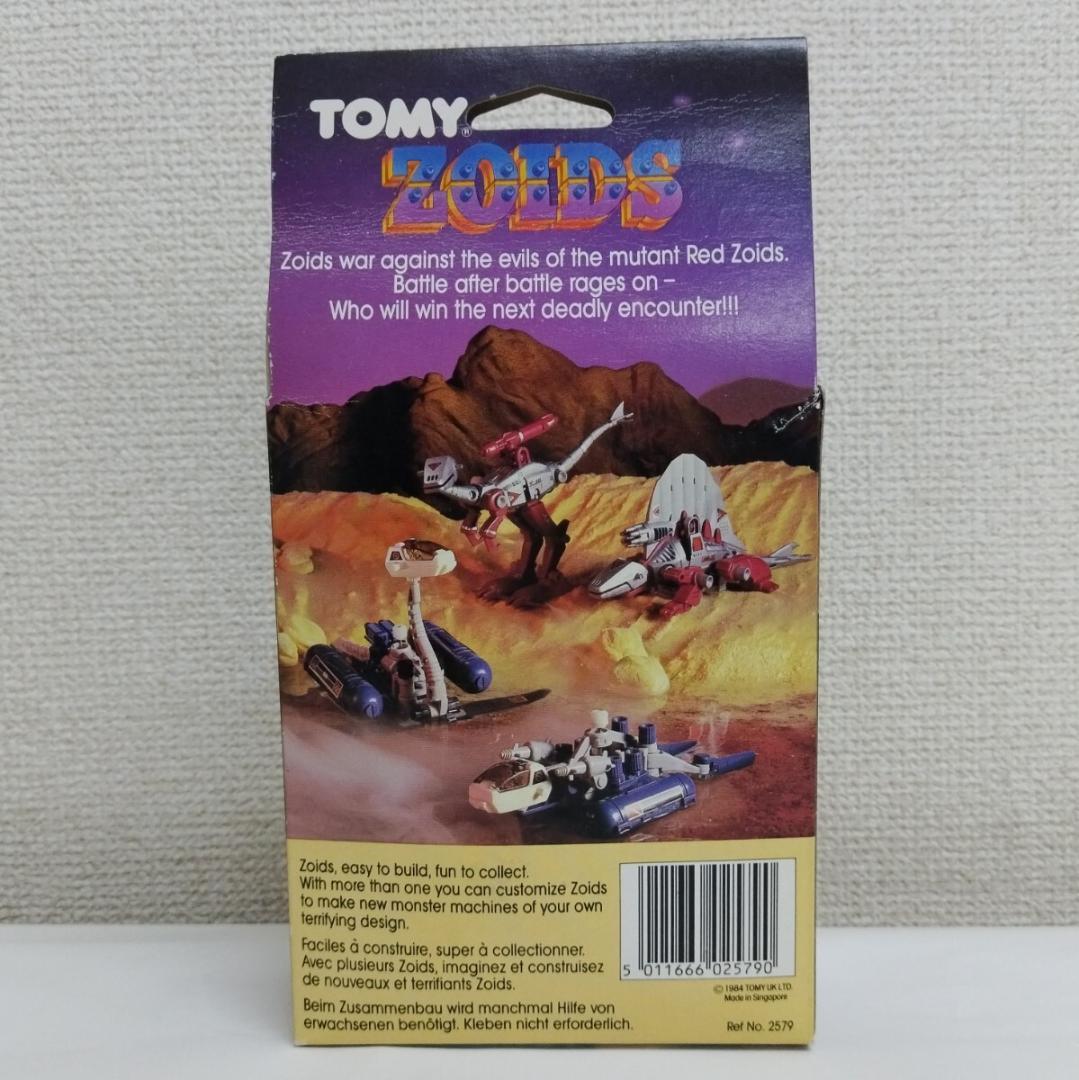 TOMY®
ZOIDS
Zoids war against the evils of the mutant Red Zoids.
Battle after battle rages on –
Who will win the next deadly encounter!!!
Zoids, easy to build, fun to collect.
With more than one you can customize Zoids
to make new monster machines of your own
terrifying design.
Faciles à construire, super à collectionner.
Avec plusieurs Zoids, imaginez et construisez
de nouveaux et terrifiants Zoids.
Beim Zusammenbau wird manchmal Hilfe von
erwachsenen benötigt. Kleben nicht erforderlich.
5 011666 025790
© 1984 TOMY UK LTD.
Made in Singapore
Ref No. 2579